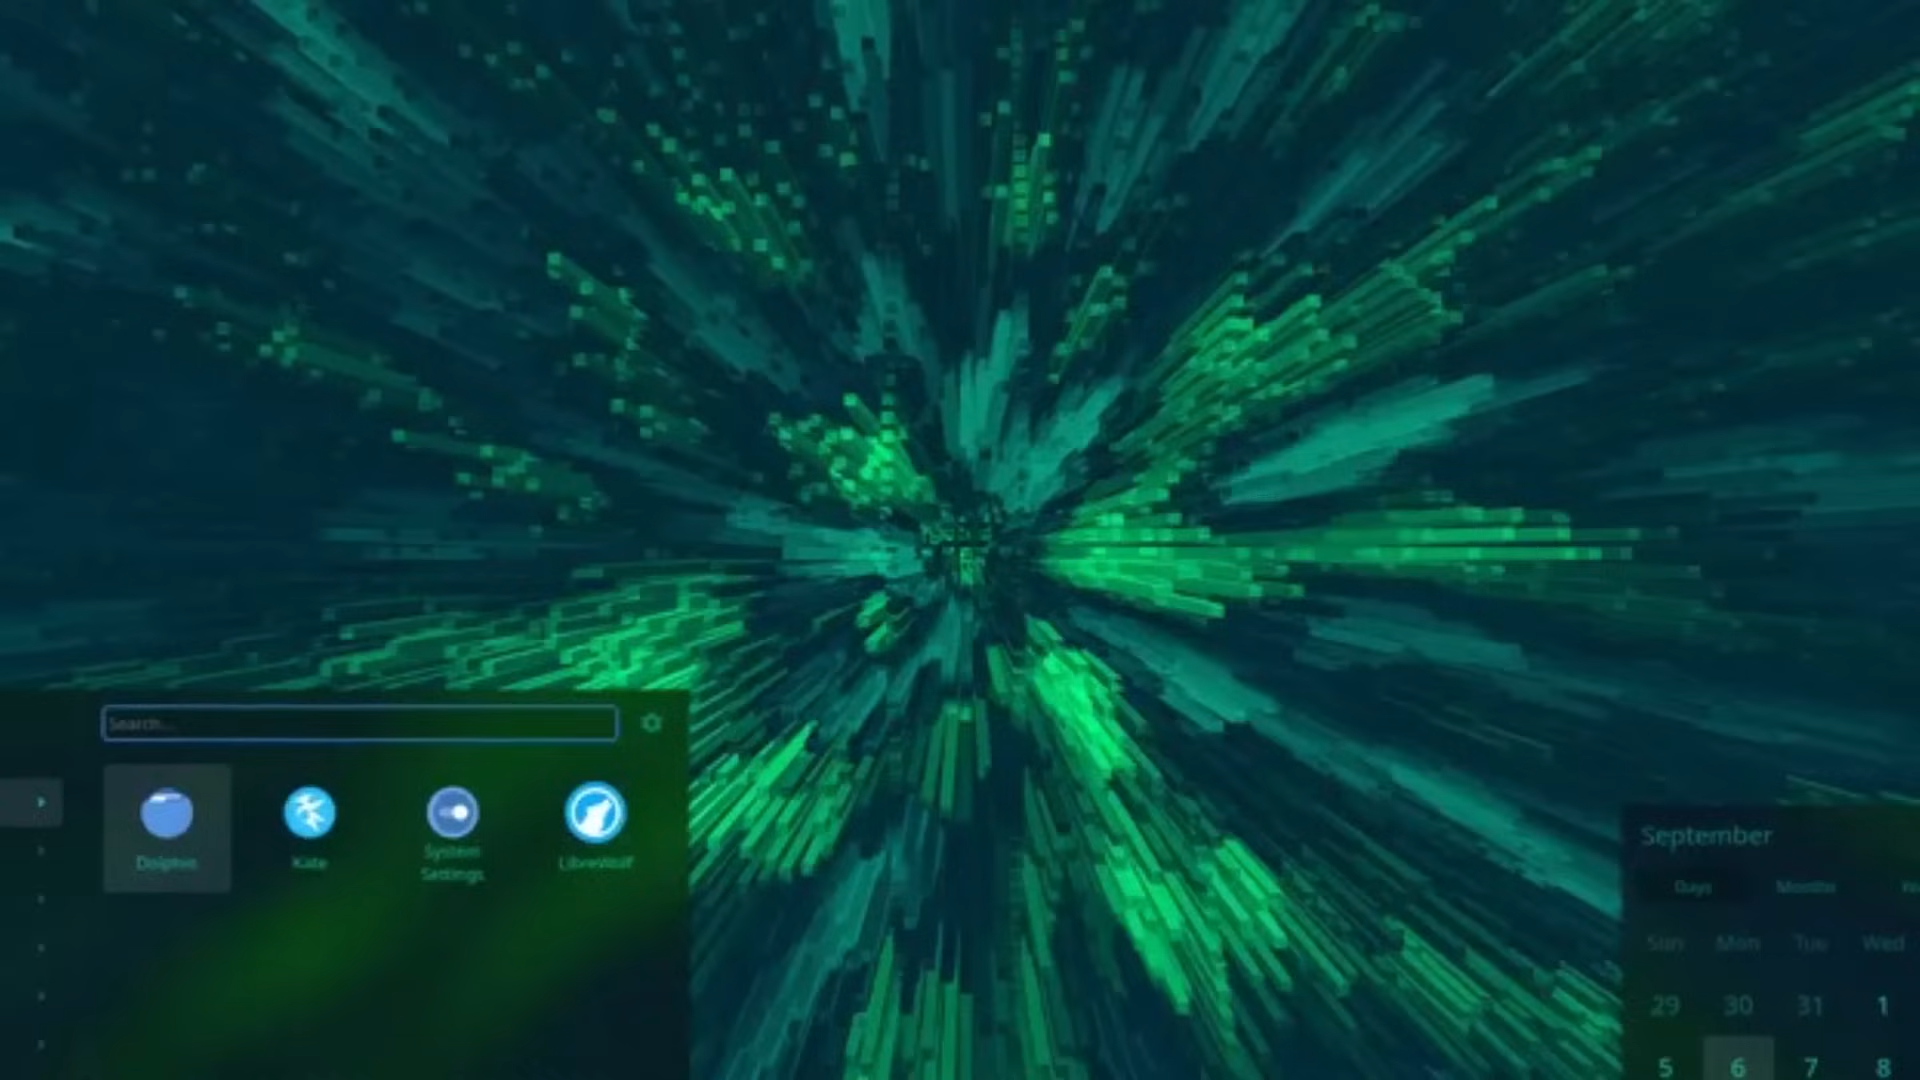 Search...
Dolphin
Kate
System
Settings
LibreWolf
September
Days
Months
Sun
Mon
Tue
Wed
29
30
31
1
5
6
7
8